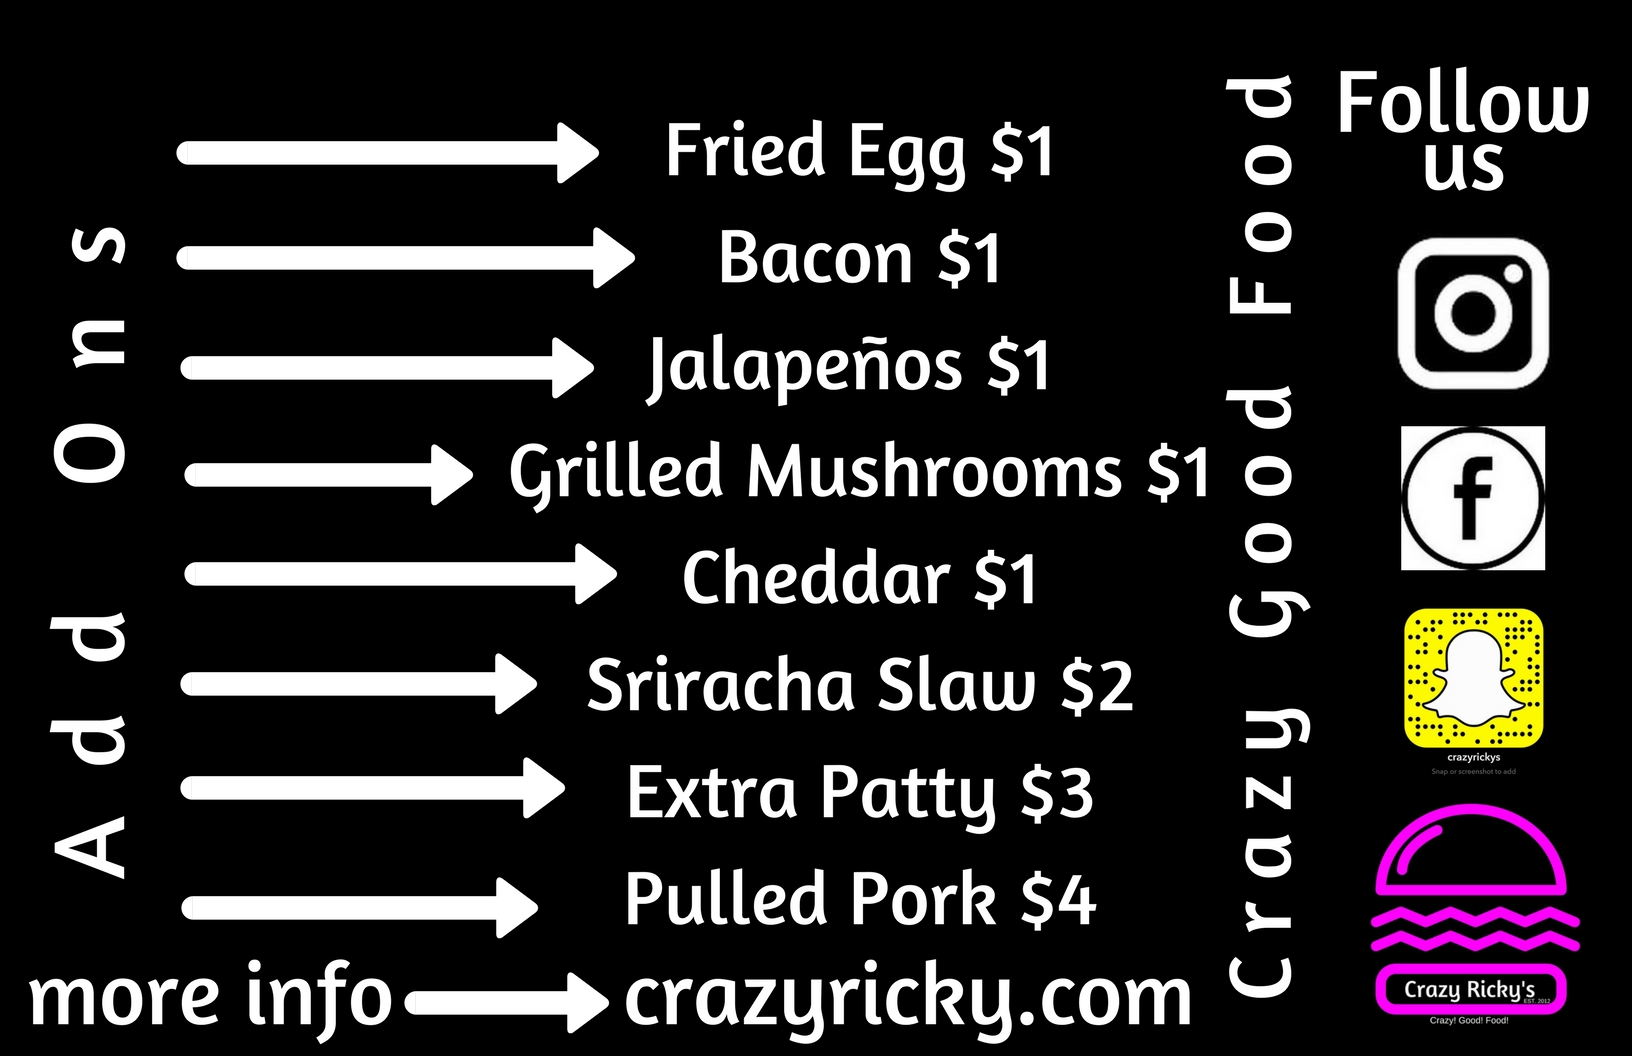 Add Ons
Fried Egg $1
Bacon $1
Jalapeños $1
Grilled Mushrooms $1
Cheddar $1
Sriracha Slaw $2
Extra Patty $3
Pulled Pork $4
more info
crazyricky.com
Crazy Good Food
Follow
us
f
crazyrickys
Snap or screenshot to add
Crazy Ricky's
EST. 2012
Crazy! Good! Food!